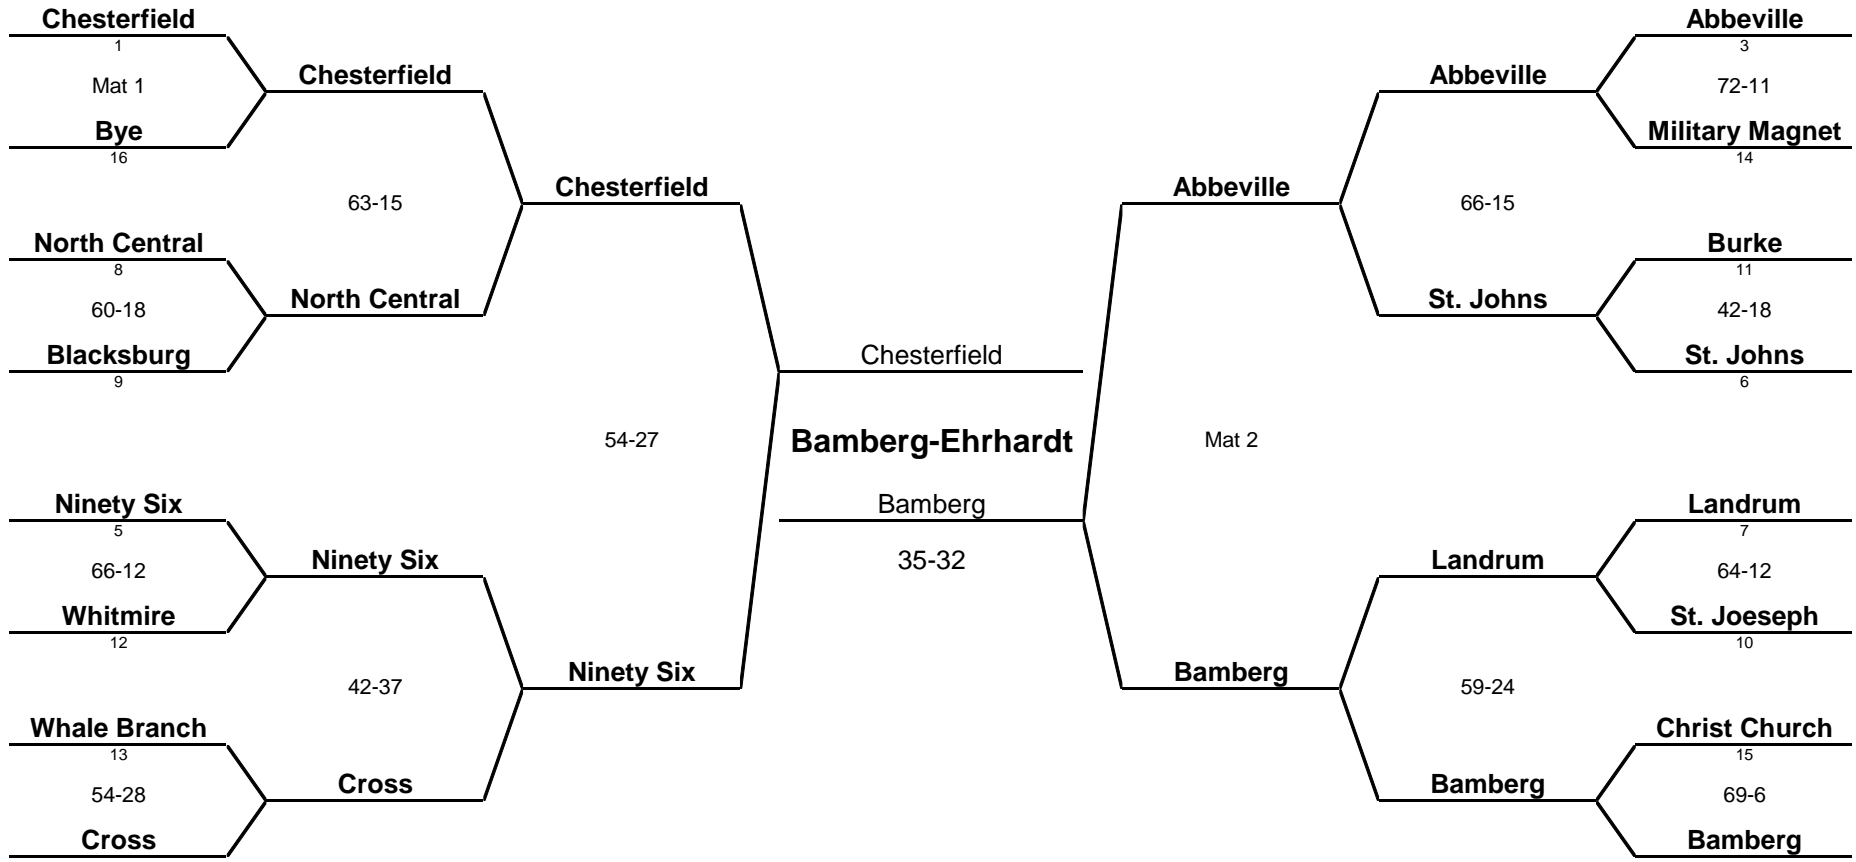 Chesterfield
1
Mat 1
Bye
16
North Central
8
60-18
Blacksburg
9
Ninety Six
5
66-12
Whitmire
12
Whale Branch
13
54-28
Cross
Chesterfield
63-15
North Central
Ninety Six
42-37
Cross
Chesterfield
54-27
Ninety Six
Chesterfield
Bamberg-Ehrhardt
Bamberg
35-32
Abbeville
Mat 2
Bamberg
Abbeville
66-15
St. Johns
Landrum
59-24
Bamberg
Abbeville
3
72-11
Military Magnet
14
Burke
11
42-18
St. Johns
6
Landrum
7
64-12
St. Joeseph
10
Christ Church
15
69-6
Bamberg